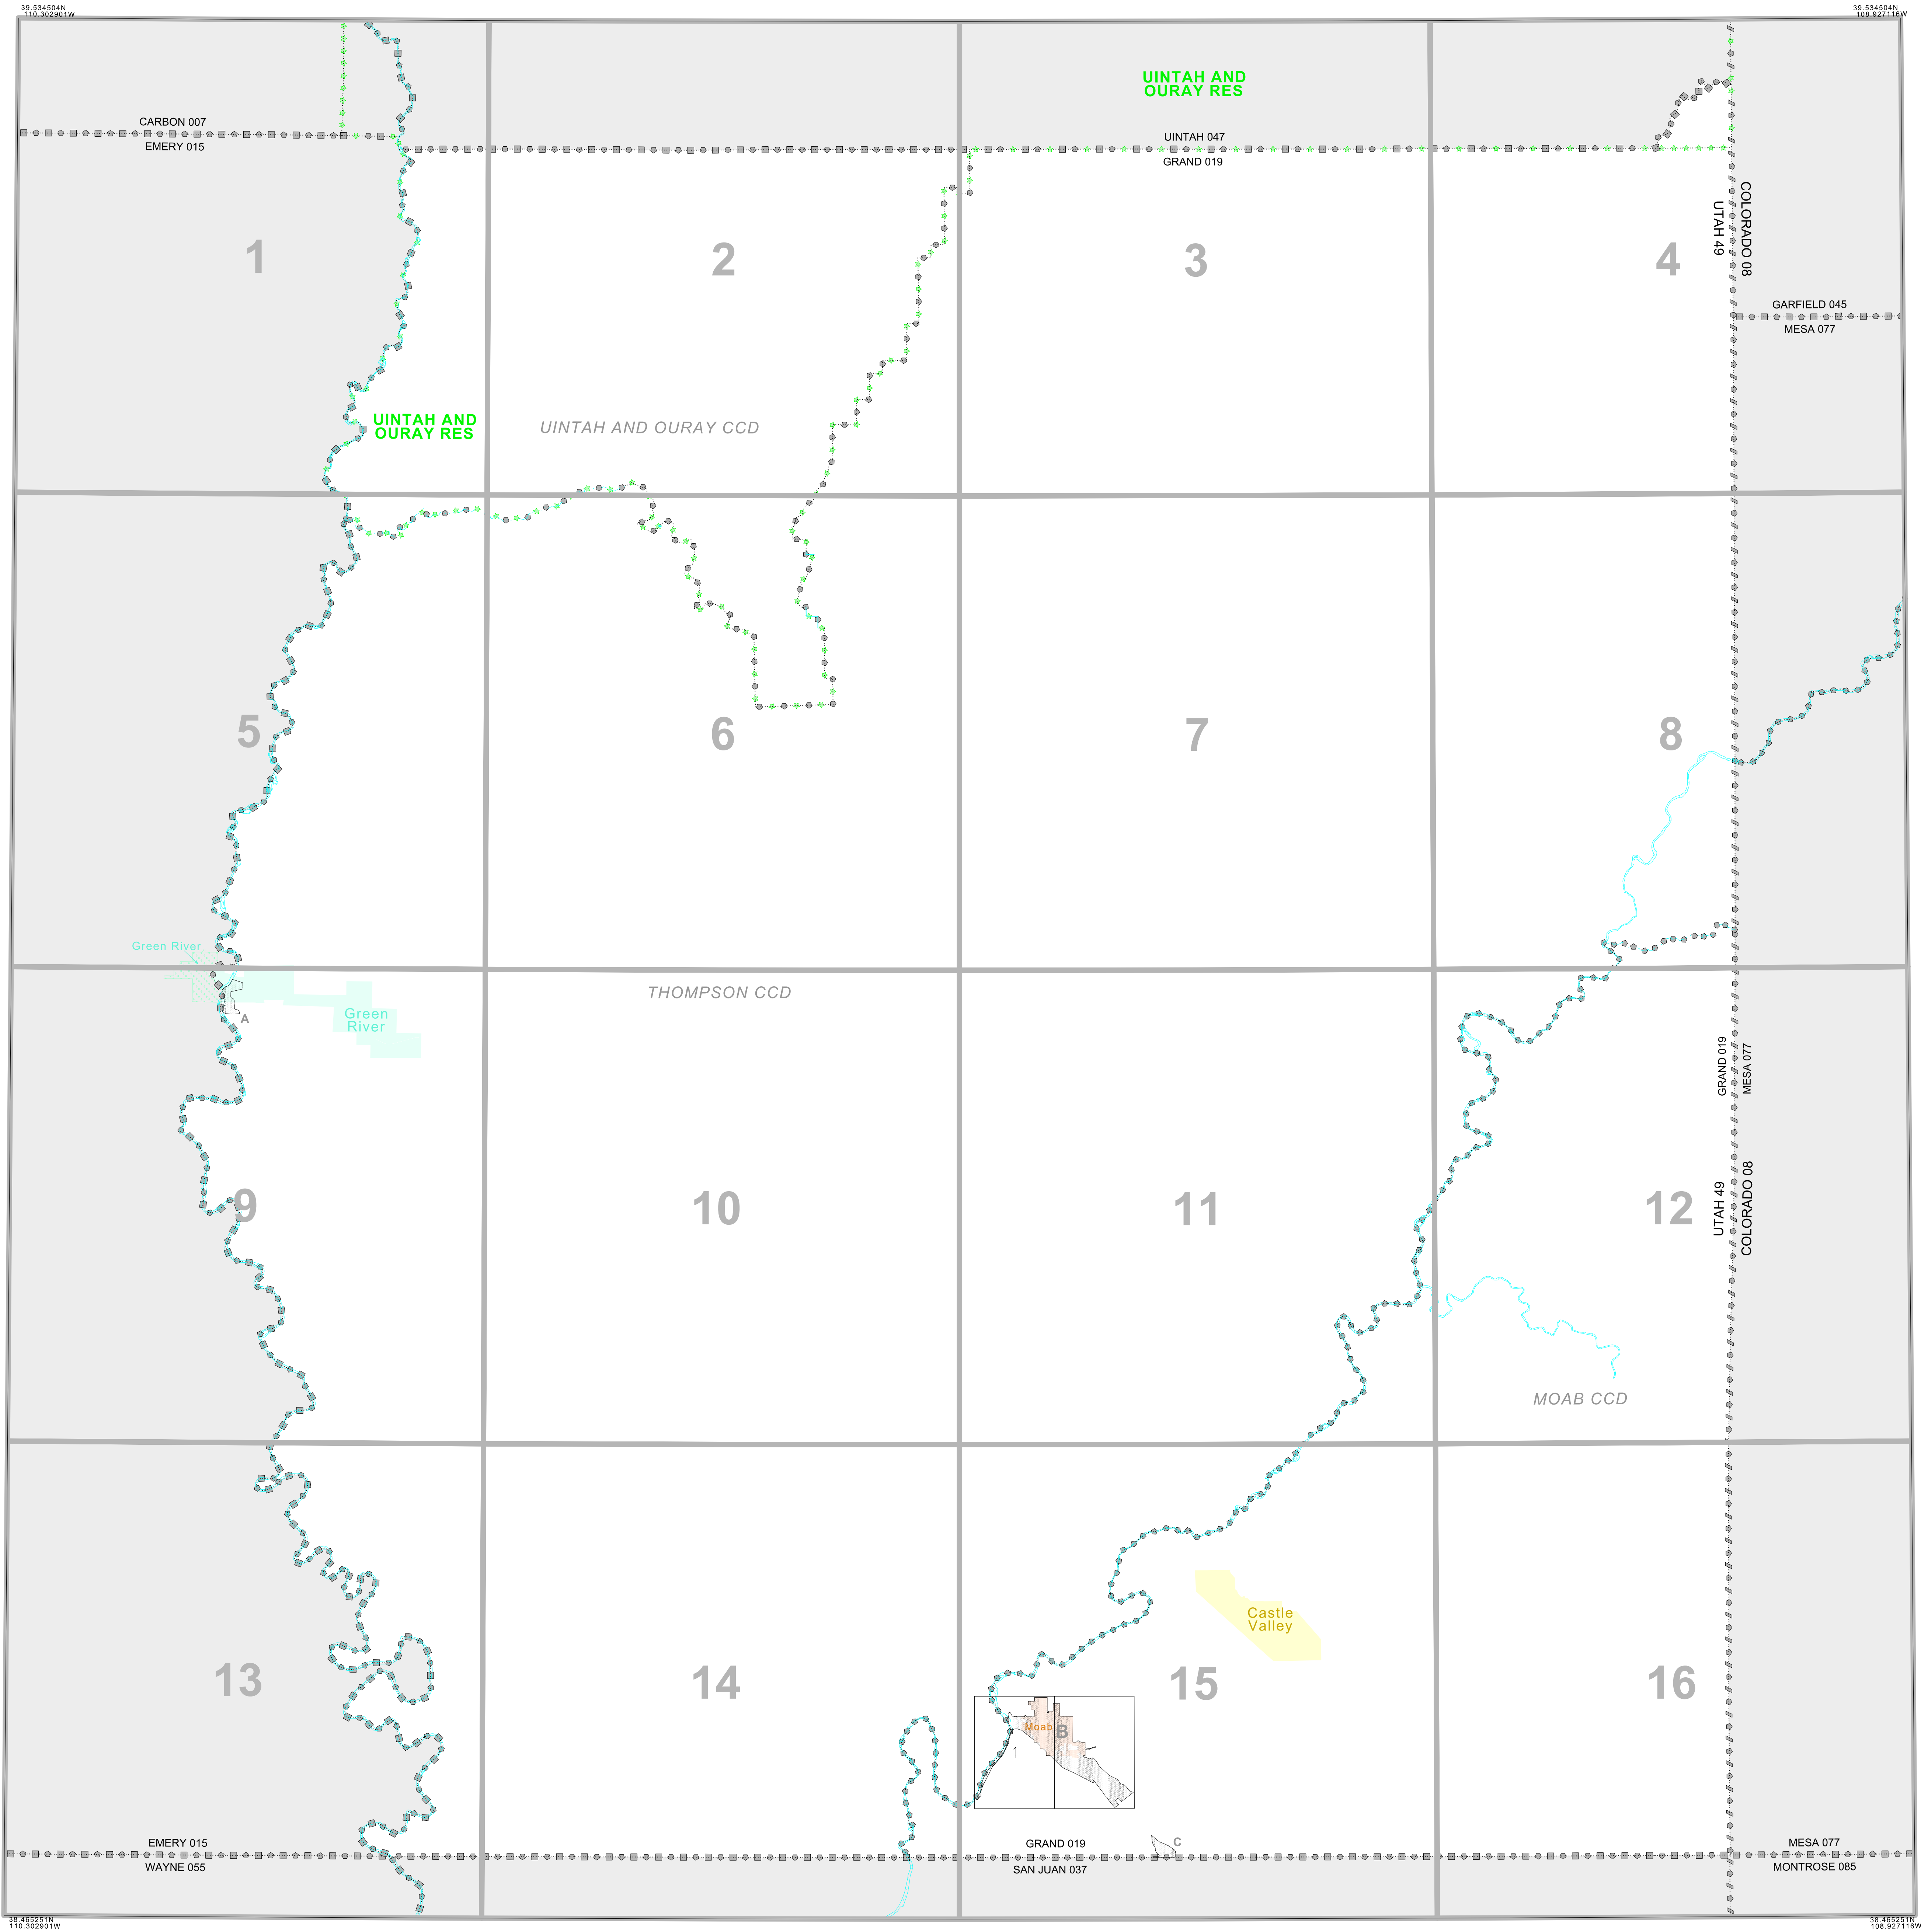 39.534504N
110.302901W
39.534504N
108.927116W
UINTAH AND
OURAY RES
CARBON 007
EMERY 015
UINTAH 047
GRAND 019
COLORADO 08
UTAH 49
1
2
3
4
GARFIELD 045
MESA 077
UINTAH AND
OURAY RES
UINTAH AND OURAY CCD
5
6
7
8
Green River
THOMPSON CCD
Green
River
A
GRAND 019
MESA 077
9
10
11
12
UTAH 49
COLORADO 08
MOAB CCD
Castle
Valley
13
14
15
16
Moab
B
1
EMERY 015
WAYNE 055
GRAND 019
SAN JUAN 037
C
MESA 077
MONTROSE 085
38.465251N
110.302901W
38.465251N
108.927116W